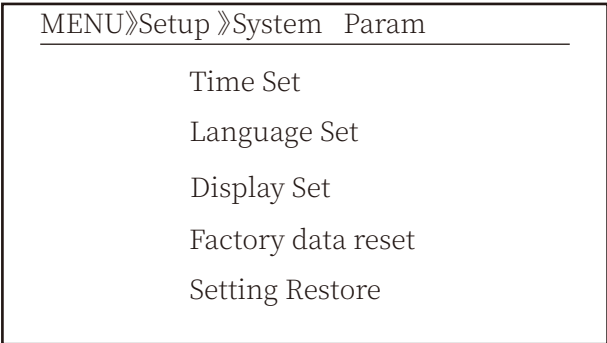 MENU》Setup 》System Param
Time Set
Language Set
Display Set
Factory data reset
Setting Restore